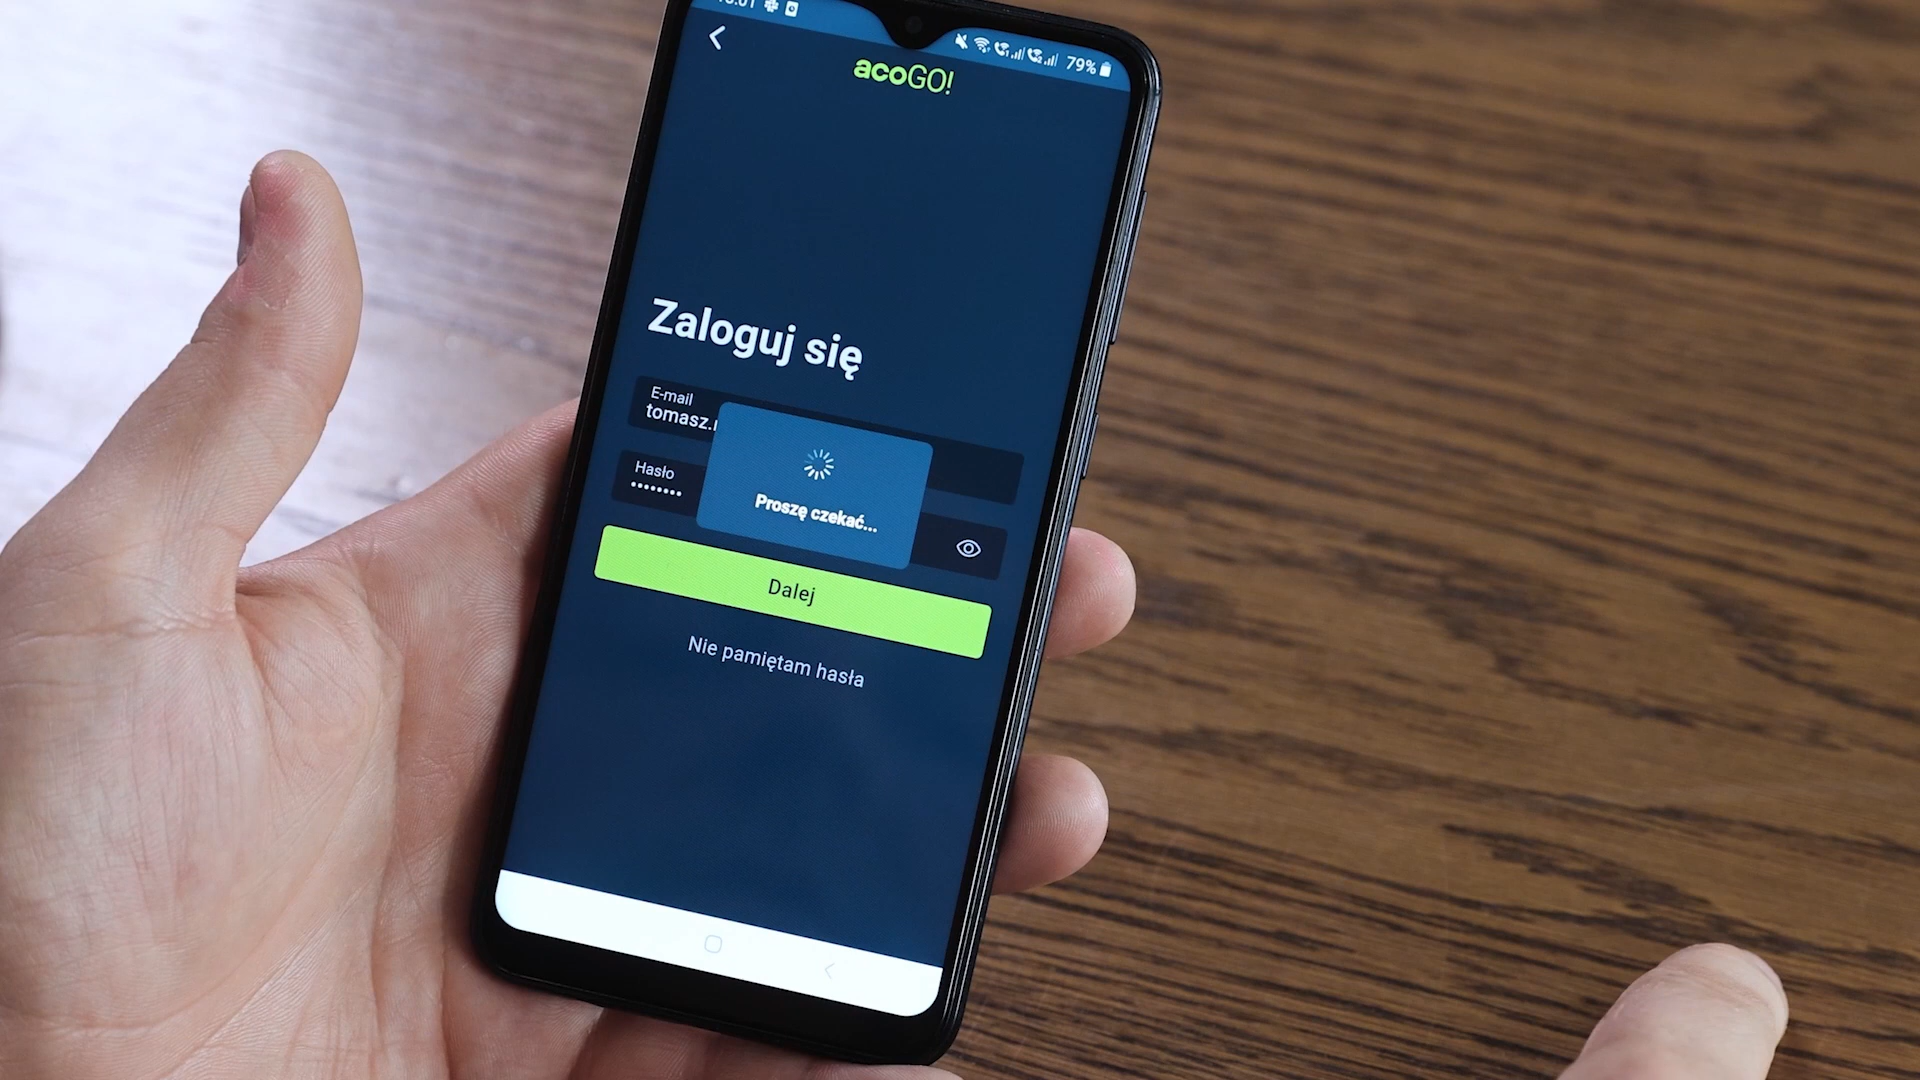 79%
acoGO!
Zaloguj się
E-mail
tomasz.
Hasło
••••••••
Proszę czekać...
Dalej
Nie pamiętam hasła